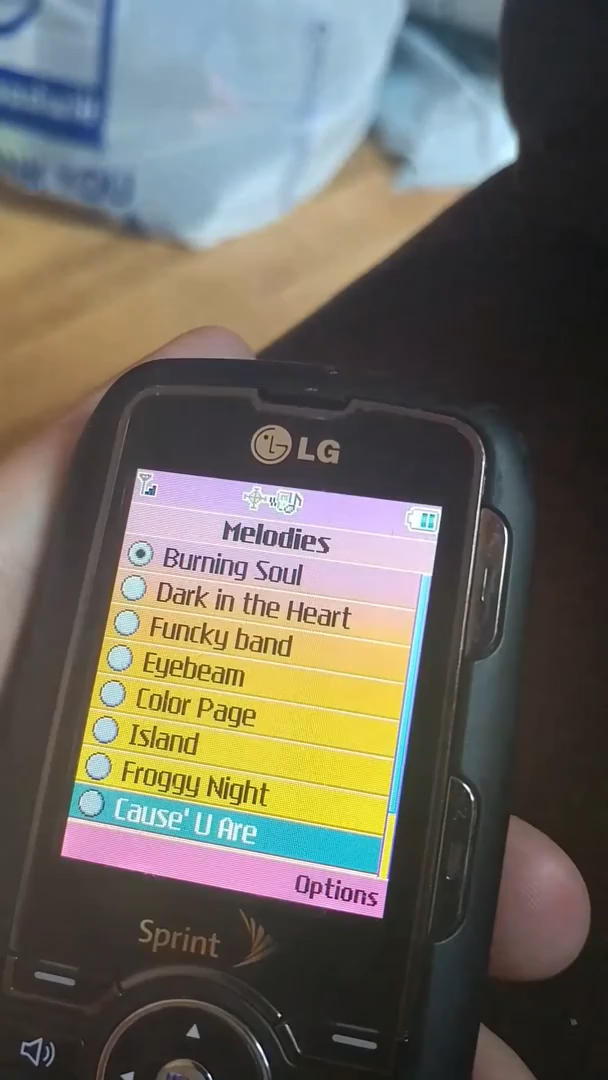 YOU
LG
Melodies
Burning Soul
Dark in the Heart
Funcky band
Eyebeam
Color Page
Island
Froggy Night
Cause' U Are
Options
Sprint